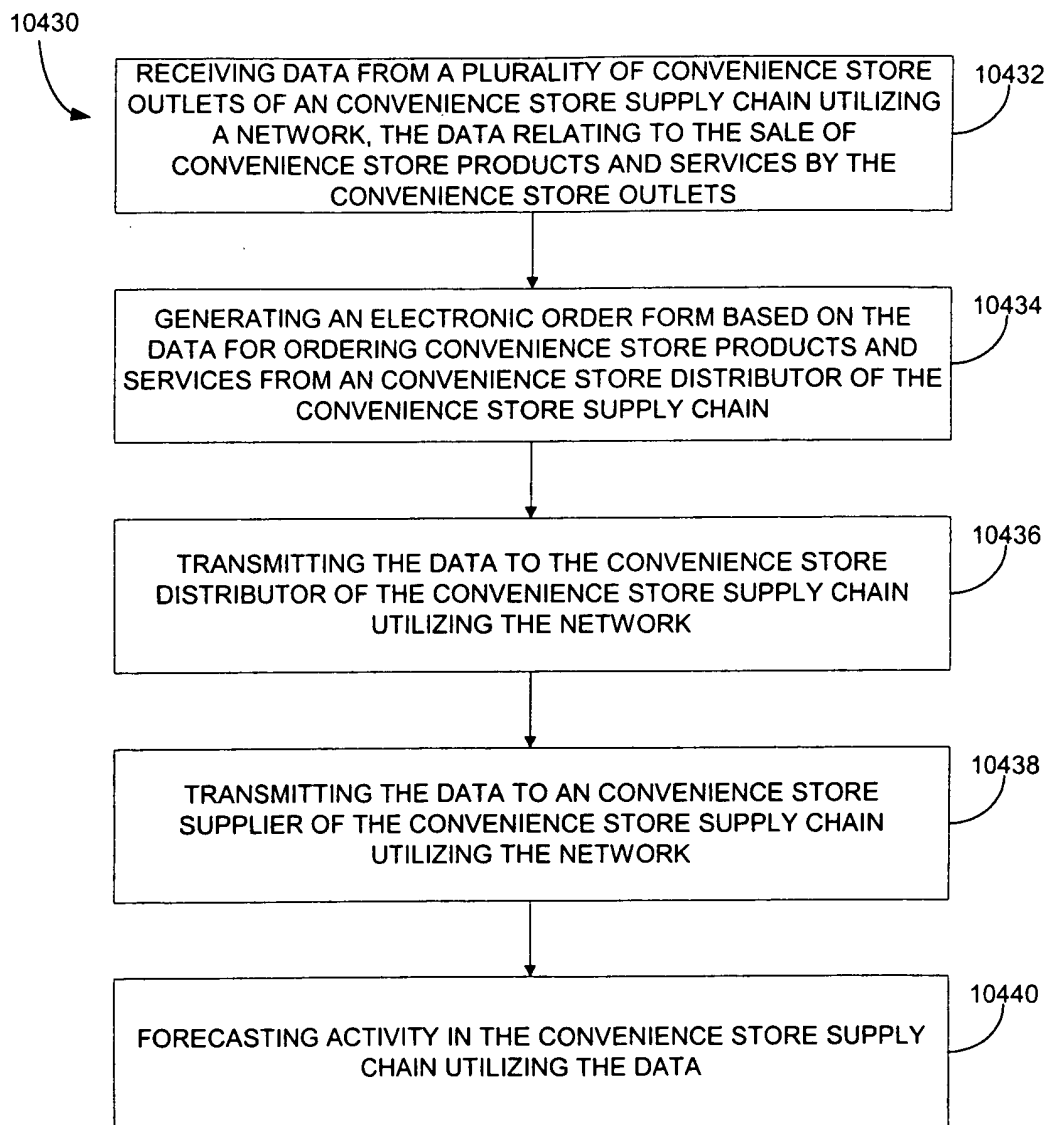 10430
RECEIVING DATA FROM A PLURALITY OF CONVENIENCE STORE
OUTLETS OF AN CONVENIENCE STORE SUPPLY CHAIN UTILIZING
A NETWORK, THE DATA RELATING TO THE SALE OF
CONVENIENCE STORE PRODUCTS AND SERVICES BY THE
CONVENIENCE STORE OUTLETS
10432
GENERATING AN ELECTRONIC ORDER FORM BASED ON THE
DATA FOR ORDERING CONVENIENCE STORE PRODUCTS AND
SERVICES FROM AN CONVENIENCE STORE DISTRIBUTOR OF THE
CONVENIENCE STORE SUPPLY CHAIN
10434
TRANSMITTING THE DATA TO THE CONVENIENCE STORE
DISTRIBUTOR OF THE CONVENIENCE STORE SUPPLY CHAIN
UTILIZING THE NETWORK
10436
TRANSMITTING THE DATA TO AN CONVENIENCE STORE
SUPPLIER OF THE CONVENIENCE STORE SUPPLY CHAIN
UTILIZING THE NETWORK
10438
FORECASTING ACTIVITY IN THE CONVENIENCE STORE SUPPLY
CHAIN UTILIZING THE DATA
10440